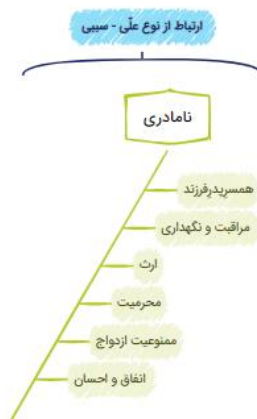 ارتباط از نوع علّی - سببی
نامادری
همسرپدرفرزند
مراقبت و نگهداری
ارث
محرمیت
ممنوعیت ازدواج
انفاق و احسان